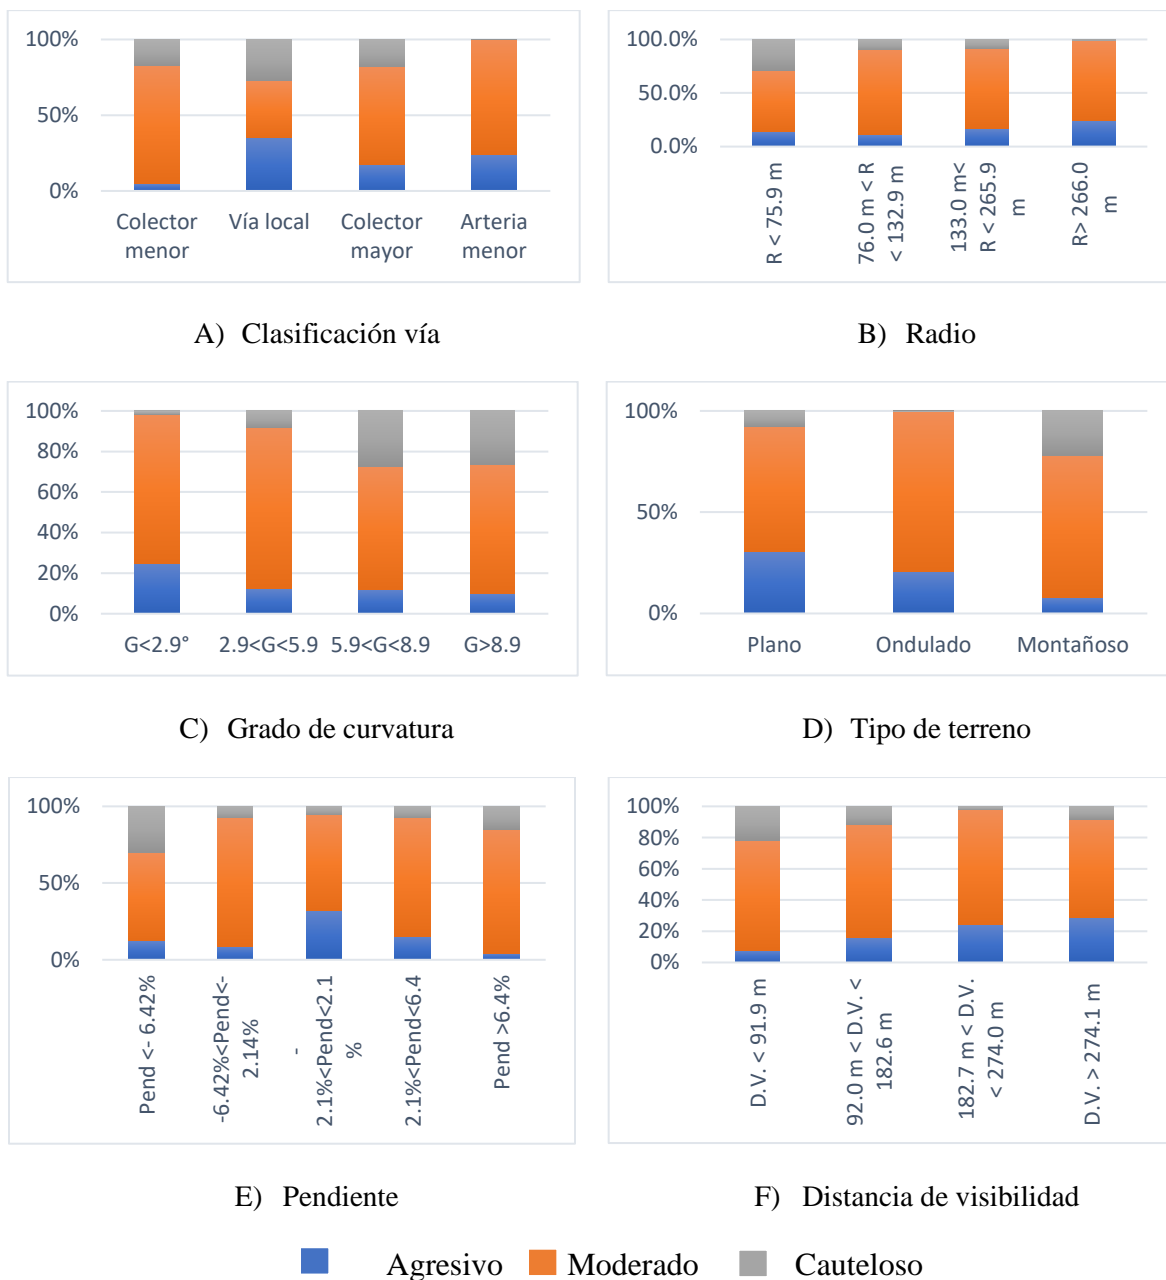 100%
50%
0%
Colector menor
Vía local
Colector mayor
Arteria menor
A) Clasificación vía
100.0%
50.0%
0.0%
R < 75.9 m
76.0 m < R
< 132.9 m
133.0 m<
R < 265.9
m
R> 266.0
m
B) Radio
100%
80%
60%
40%
20%
0%
G<2.9°
2.9<G<5.9
5.9<G<8.9
G>8.9
C) Grado de curvatura
100%
50%
0%
Plano
Ondulado
Montañoso
D) Tipo de terreno
100%
50%
0%
Pend <- 6.42%
-6.42%<Pend<-
2.14%
-
2.1%<Pend<2.1
%
2.1%<Pend<6.4
Pend >6.4%
E) Pendiente
100%
80%
60%
40%
20%
0%
D.V. < 91.9 m
92.0 m < D.V. <
182.6 m
182.7 m < D.V.
< 274.0 m
D.V. > 274.1 m
F) Distancia de visibilidad
Agresivo Moderado Cauteloso